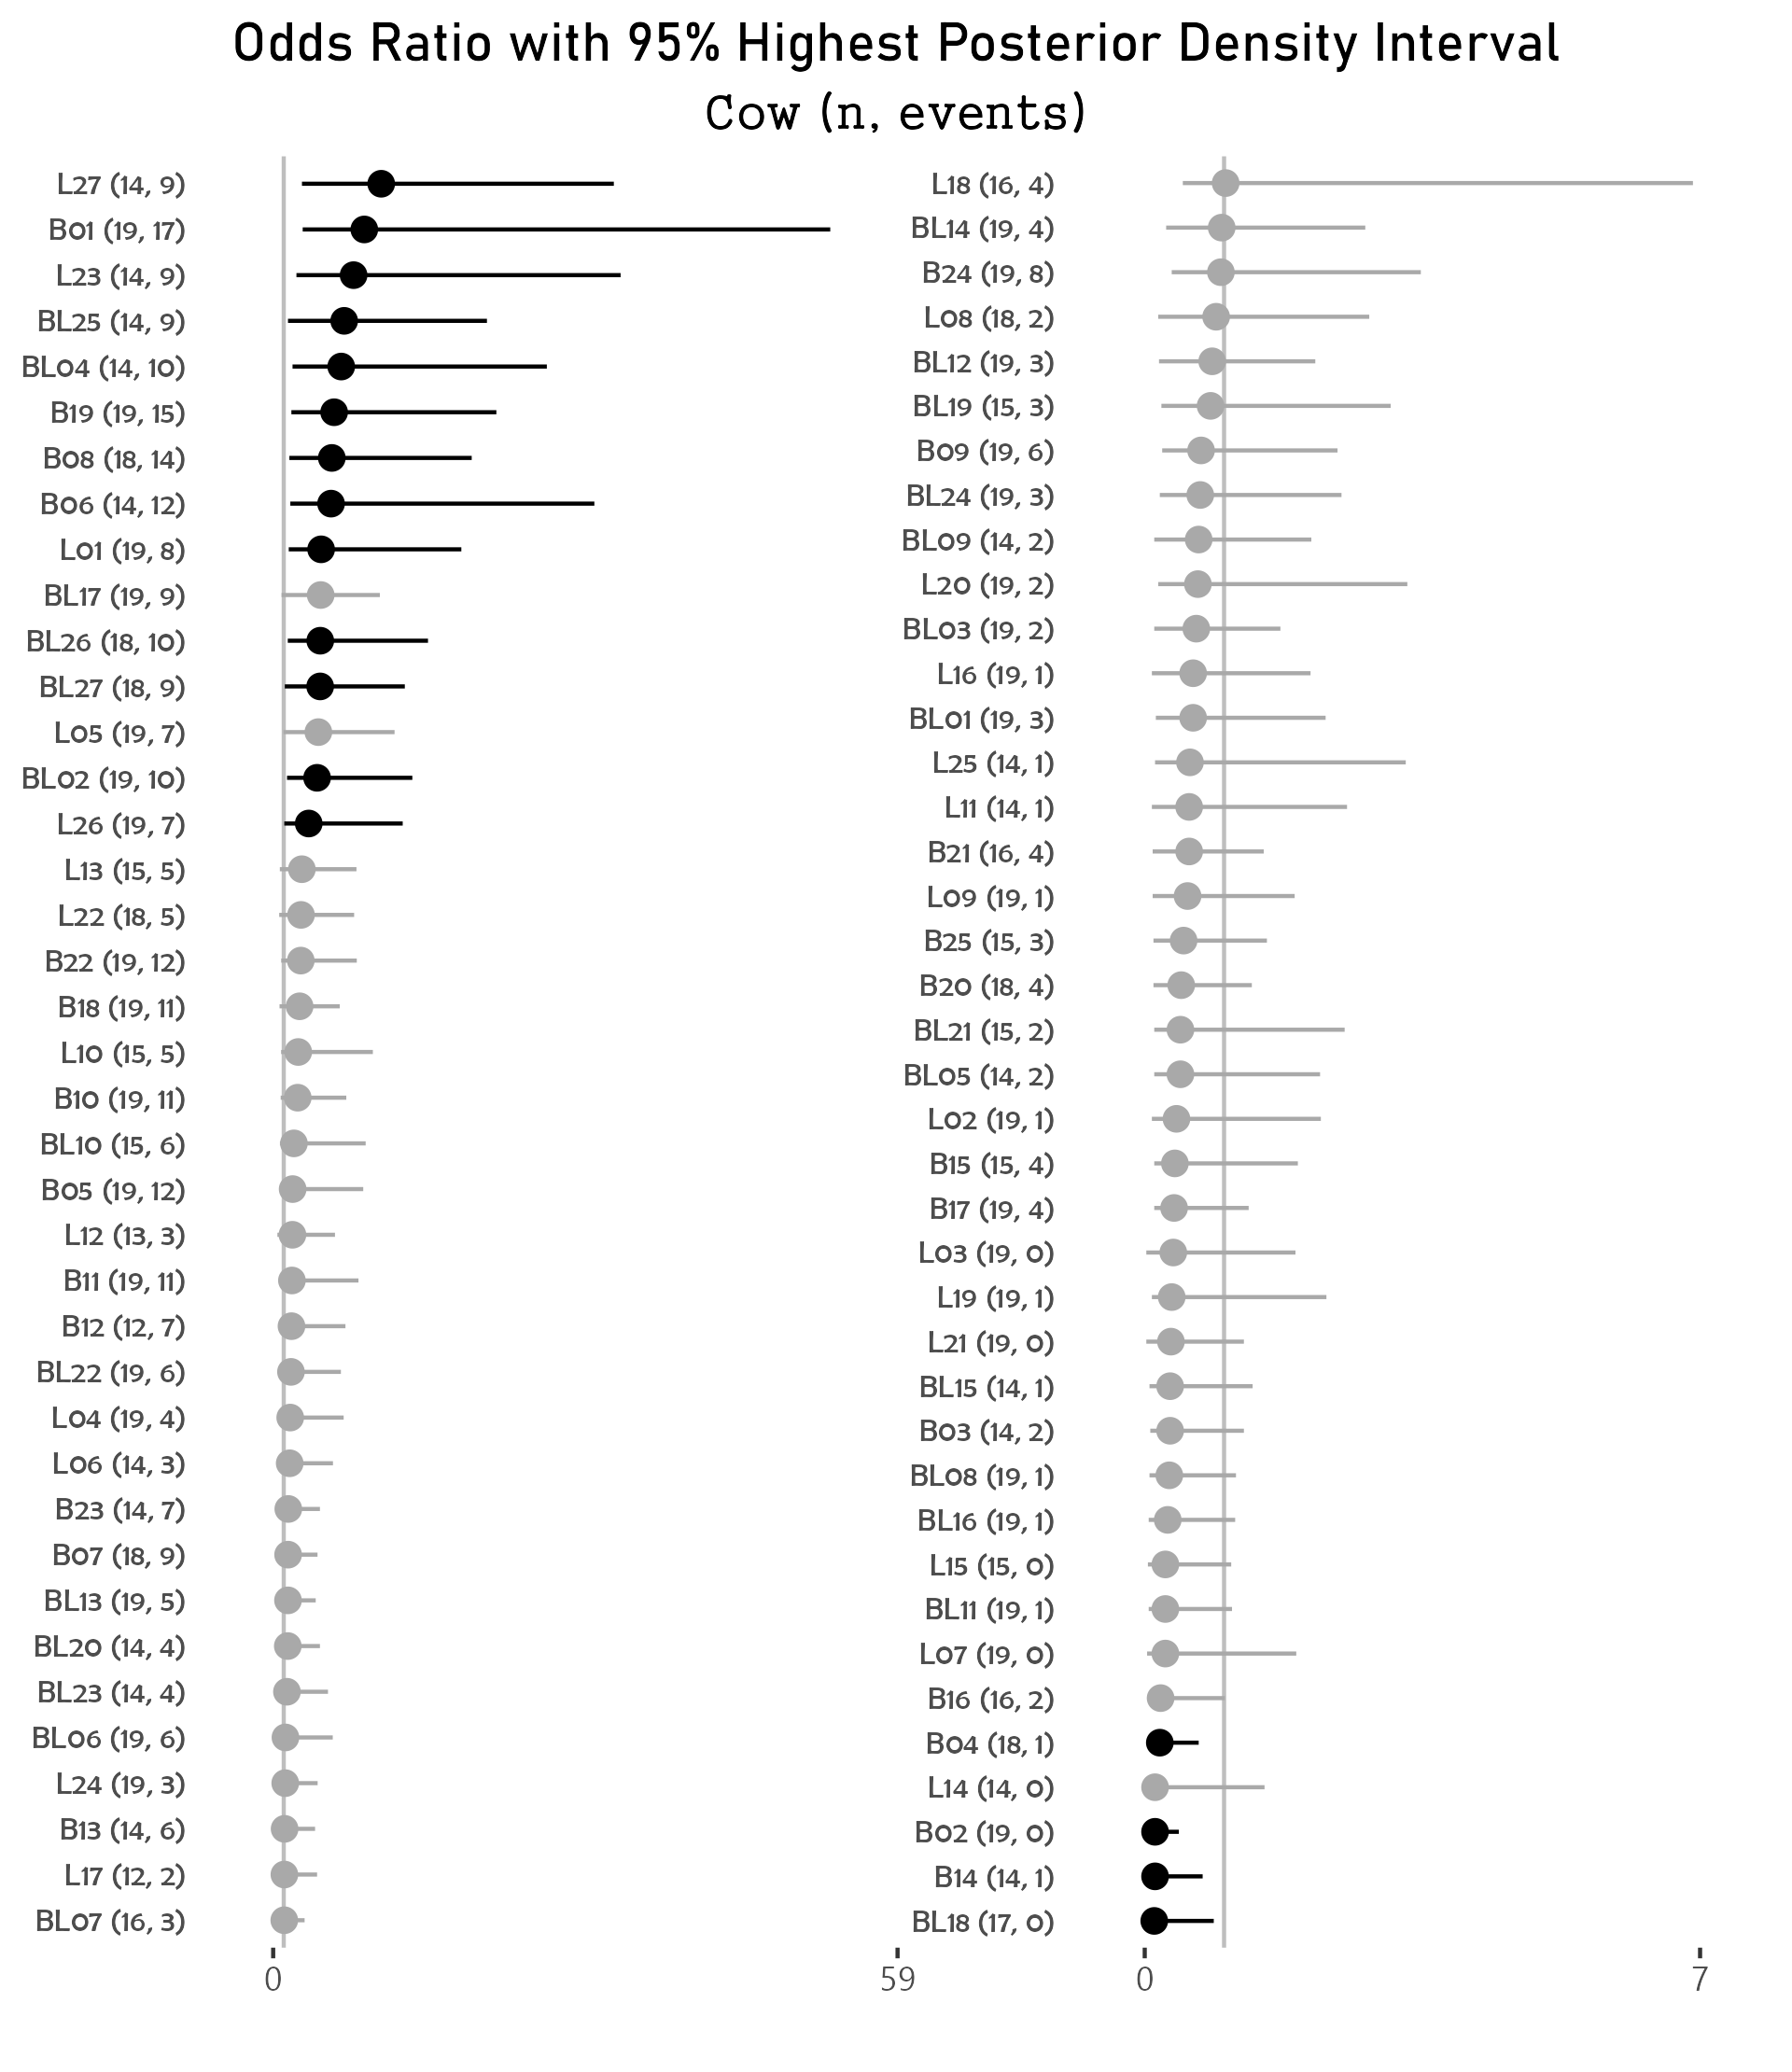 Odds Ratio with 95% Highest Posterior Density Interval
Cow (n, events)
L27 (14, 9)
B01 (19, 17)
L23 (14, 9)
BL25 (14, 9)
BL04 (14, 10)
B19 (19, 15)
B08 (18, 14)
B06 (14, 12)
L01 (19, 8)
BL17 (19, 9)
BL26 (18, 10)
BL27 (18, 9)
L05 (19, 7)
BL02 (19, 10)
L26 (19, 7)
L13 (15, 5)
L22 (18, 5)
B22 (19, 12)
B18 (19, 11)
L10 (15, 5)
B10 (19, 11)
BL10 (15, 6)
B05 (19, 12)
L12 (13, 3)
B11 (19, 11)
B12 (12, 7)
BL22 (19, 6)
L04 (19, 4)
L06 (14, 3)
B23 (14, 7)
B07 (18, 9)
BL13 (19, 5)
BL20 (14, 4)
BL23 (14, 4)
BL06 (19, 6)
L24 (19, 3)
B13 (14, 6)
L17 (12, 2)
BL07 (16, 3)
0 59
L18 (16, 4)
BL14 (19, 4)
B24 (19, 8)
L08 (18, 2)
BL12 (19, 3)
BL19 (15, 3)
B09 (19, 6)
BL24 (19, 3)
BL09 (14, 2)
L20 (19, 2)
BL03 (19, 2)
L16 (19, 1)
BL01 (19, 3)
L25 (14, 1)
L11 (14, 1)
B21 (16, 4)
L09 (19, 1)
B25 (15, 3)
B20 (18, 4)
BL21 (15, 2)
BL05 (14, 2)
L02 (19, 1)
B15 (15, 4)
B17 (19, 4)
L03 (19, 0)
L19 (19, 1)
L21 (19, 0)
BL15 (14, 1)
B03 (14, 2)
BL08 (19, 1)
BL16 (19, 1)
L15 (15, 0)
BL11 (19, 1)
L07 (19, 0)
B16 (16, 2)
B04 (18, 1)
L14 (14, 0)
B02 (19, 0)
B14 (14, 1)
BL18 (17, 0)
0 7